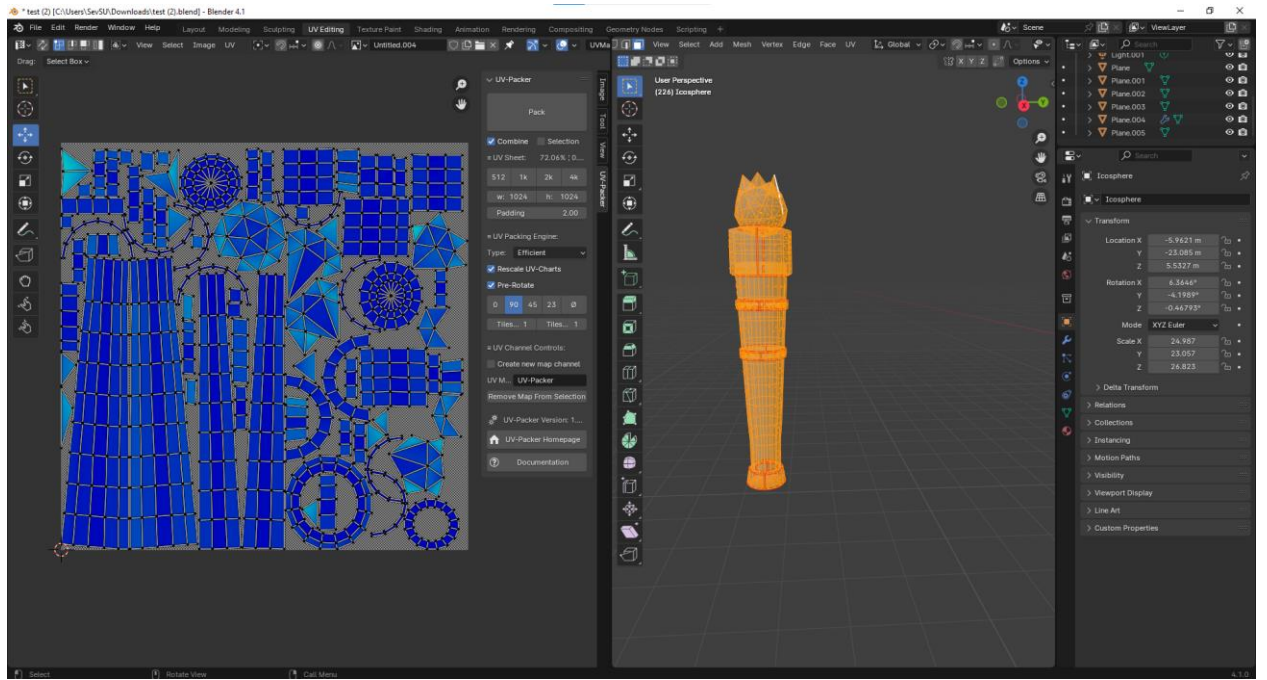 * test (2) [C:\Users\Sev5U\Downloads\test (2).blend] - Blender 4.1
File Edit Render Window Help Layout Modeling Sculpting UV Editing Texture Paint Shading Animation Rendering Compositing Geometry Nodes Scripting + Scene ViewLayer
View Select Image UV Untitled.004 UVMa View Select Add Mesh Vertex Edge Face UV Global Search
Drag: Select Box X Y Z Options
Light.001
Plane
Plane.001
Plane.002
Plane.003
Plane.004
Plane.005
UV-Packer
Pack
Combine Selection
UV Sheet: 72.06% ¦ 0....
512 1k 2k 4k
w: 1024 h: 1024
Padding 2.00
UV Packing Engine:
Type: Efficient
Rescale UV-Charts
Pre-Rotate
0 90 45 23 Ø
Tiles... 1 Tiles... 1
UV Channel Controls:
Create new map channel
UV M... UV-Packer
Remove Map From Selection
UV-Packer Version: 1....
UV-Packer Homepage
Documentation
Image
Tool
View
UV-Packer
User Perspective
(226) Icosphere
Z
X
Y
Search
Icosphere
Icosphere
Transform
Location X -5.9621 m
Y -23.085 m
Z 5.5327 m
Rotation X 6.3646°
Y -4.1989°
Z -0.46793°
Mode XYZ Euler
Scale X 24.987
Y 23.057
Z 26.823
Delta Transform
Relations
Collections
Instancing
Motion Paths
Visibility
Viewport Display
Line Art
Custom Properties
Select Rotate View Call Menu 4.1.0